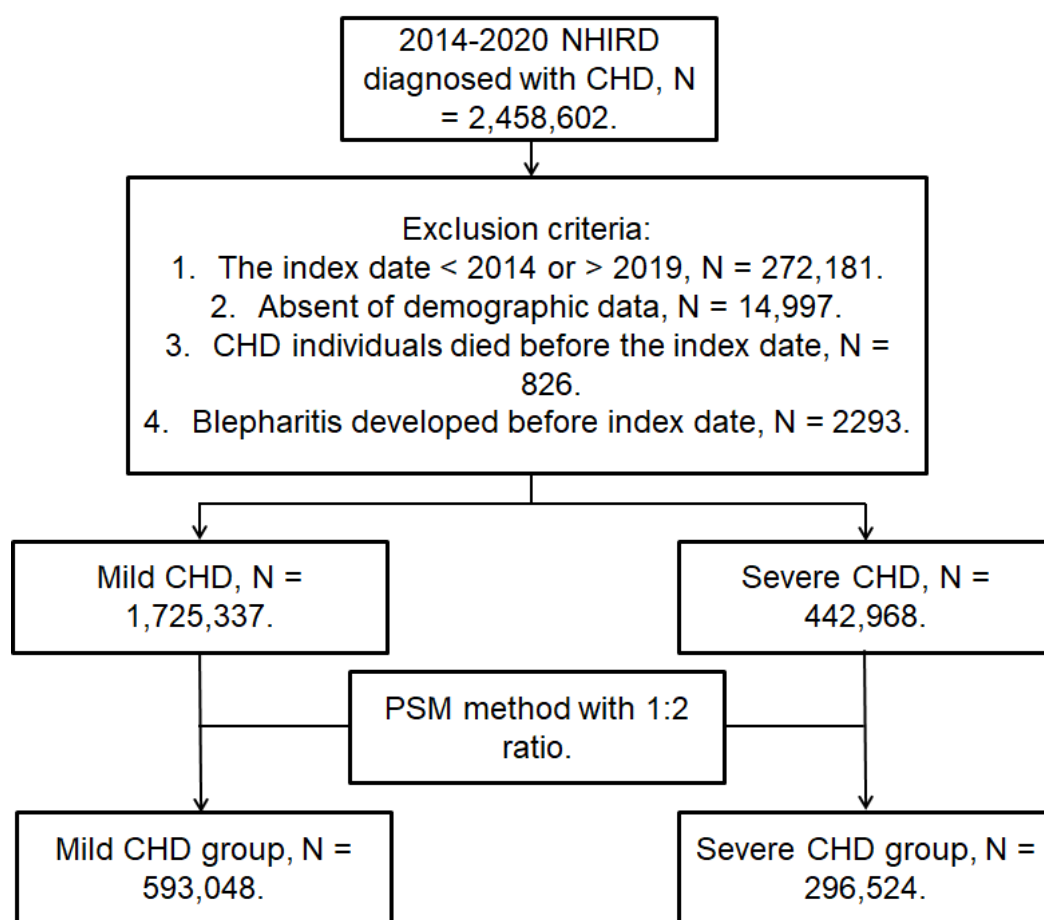 2014-2020 NHIRD
diagnosed with CHD, N
= 2,458,602.
Exclusion criteria:
1. The index date < 2014 or > 2019, N = 272,181.
2. Absent of demographic data, N = 14,997.
3. CHD individuals died before the index date, N =
826.
4. Blepharitis developed before index date, N = 2293.
Mild CHD, N =
1,725,337.
Severe CHD, N =
442,968.
PSM method with 1:2
ratio.
Mild CHD group, N =
593,048.
Severe CHD group, N =
296,524.